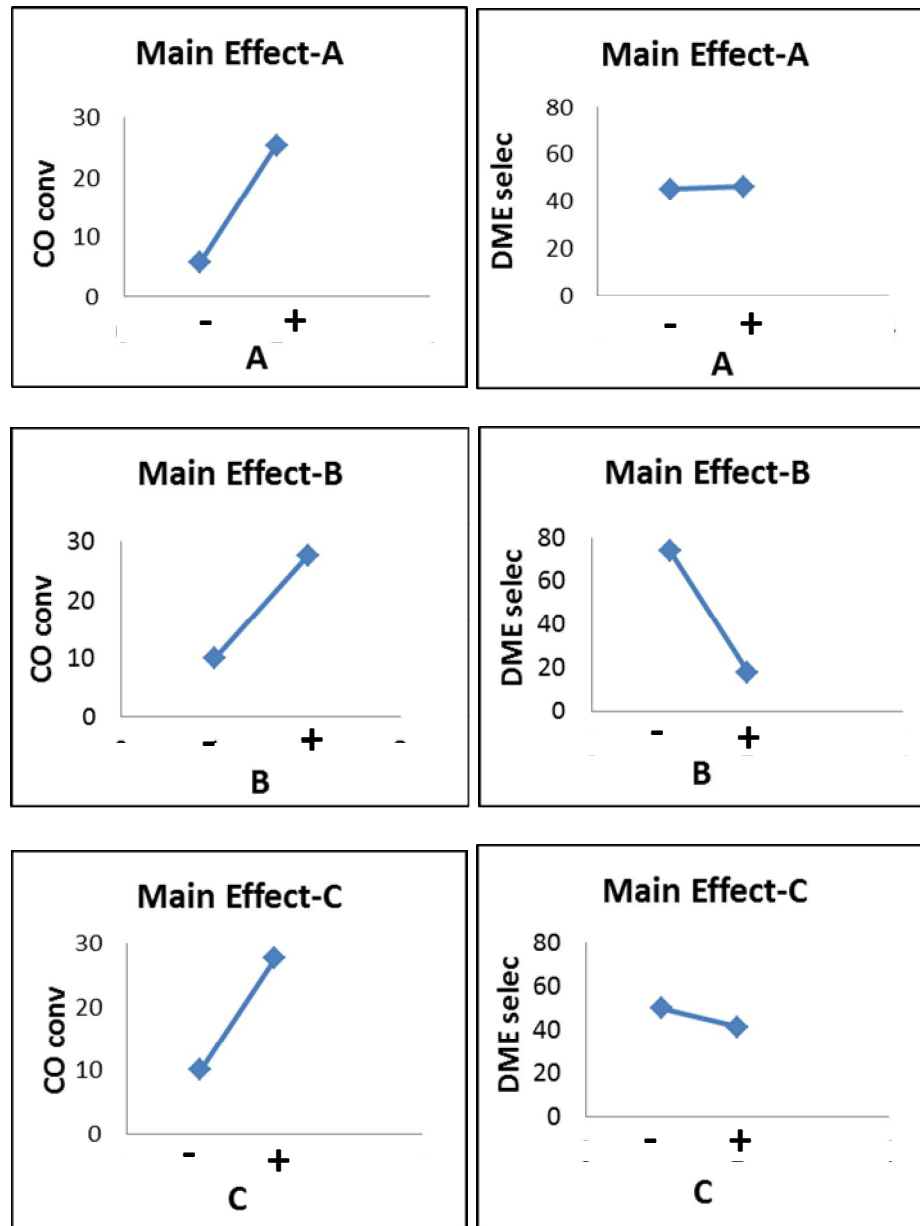 Main Effect-A
CO conv
30
20
10
0
- +
A
Main Effect-A
DME selec
80
60
40
20
0
- +
A
Main Effect-B
CO conv
30
20
10
0
- +
B
Main Effect-B
DME selec
80
60
40
20
0
- +
B
Main Effect-C
CO conv
30
20
10
0
- +
C
Main Effect-C
DME selec
80
60
40
20
0
- +
C